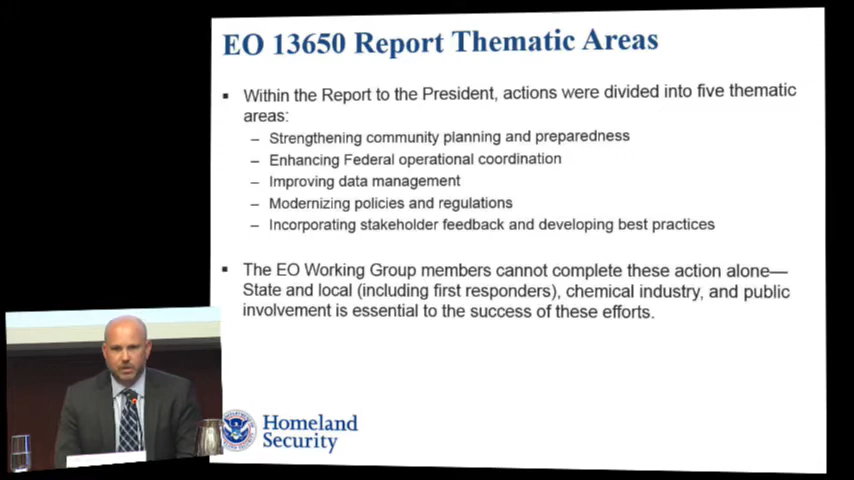 EO 13650 Report Thematic Areas
▪ Within the Report to the President, actions were divided into five thematic
areas:
– Strengthening community planning and preparedness
– Enhancing Federal operational coordination
– Improving data management
– Modernizing policies and regulations
– Incorporating stakeholder feedback and developing best practices
▪ The EO Working Group members cannot complete these action alone—
State and local (including first responders), chemical industry, and public
involvement is essential to the success of these efforts.
Homeland
Security